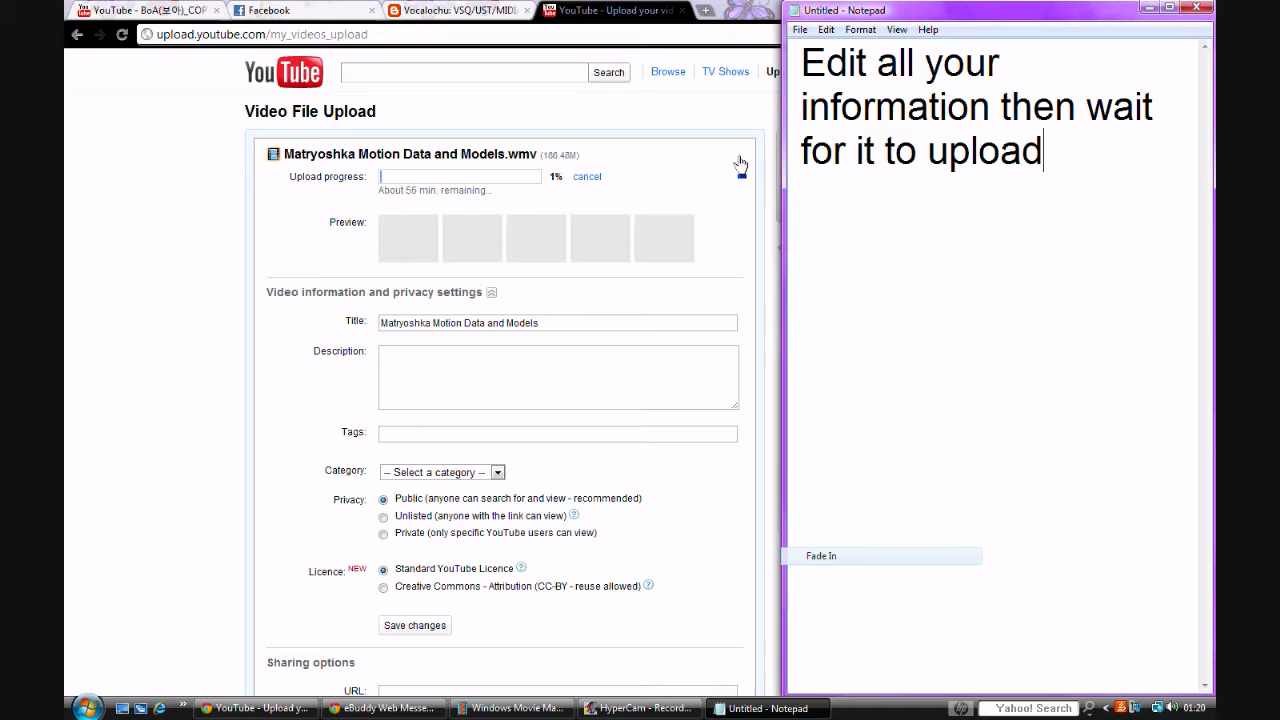 YouTube - BoA(보아)_COP
Facebook
Vocalochu: VSQ/UST/MIDI
YouTube - Upload your vid
upload.youtube.com/my_videos_upload
YouTube
Search
Browse
TV Shows
Up
Video File Upload
Matryoshka Motion Data and Models.wmv (186.48M)
Upload progress:
1%
cancel
About 56 min. remaining...
Preview:
Video information and privacy settings
Title:
Matryoshka Motion Data and Models
Description:
Tags:
Category:
-- Select a category --
Privacy:
Public (anyone can search for and view - recommended)
Unlisted (anyone with the link can view)
Private (only specific YouTube users can view)
Licence: NEW
Standard YouTube Licence
Creative Commons - Attribution (CC-BY - reuse allowed)
Save changes
Sharing options
URL:
Untitled - Notepad
File Edit Format View Help
Edit all your
information then wait
for it to upload
Fade In
YouTube - Upload y...
eBuddy Web Messe...
Windows Movie Ma...
HyperCam - Record...
Untitled - Notepad
Yahoo! Search
01:20